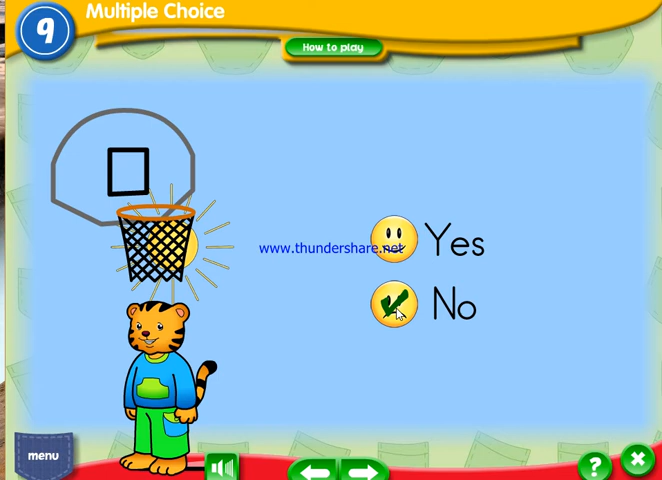 9
Multiple Choice
How to play
Yes
www.thundershare.net
No
menu
?